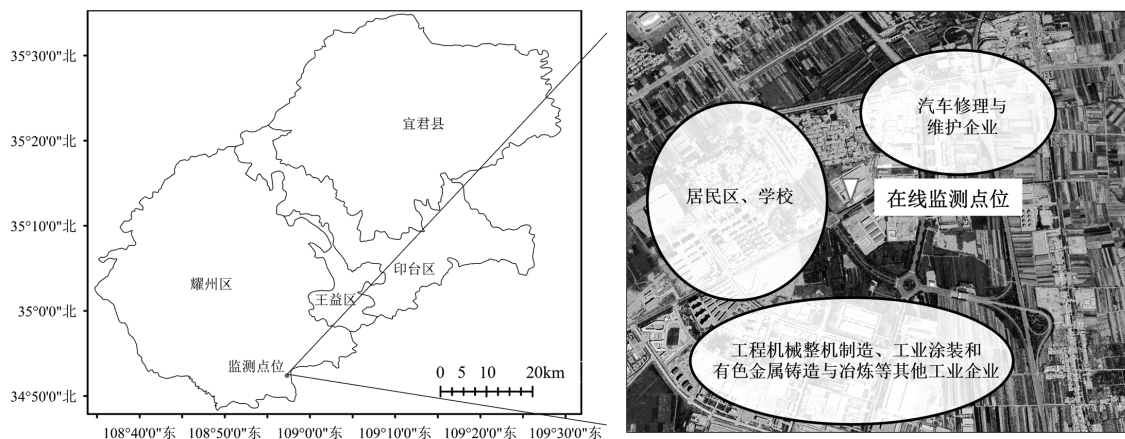 35°30′0″北
35°20′0″北
35°10′0″北
35°0′0″北
34°50′0″北
宜君县
印台区
耀州区
王益区
监测点位
0 5 10 20km
108°40′0″东 108°50′0″东 109°0′0″东 109°10′0″东 109°20′0″东 109°30′0″东
汽车修理与
维护企业
居民区、学校
在线监测点位
工程机械整机制造、工业涂装和
有色金属铸造与冶炼等其他工业企业